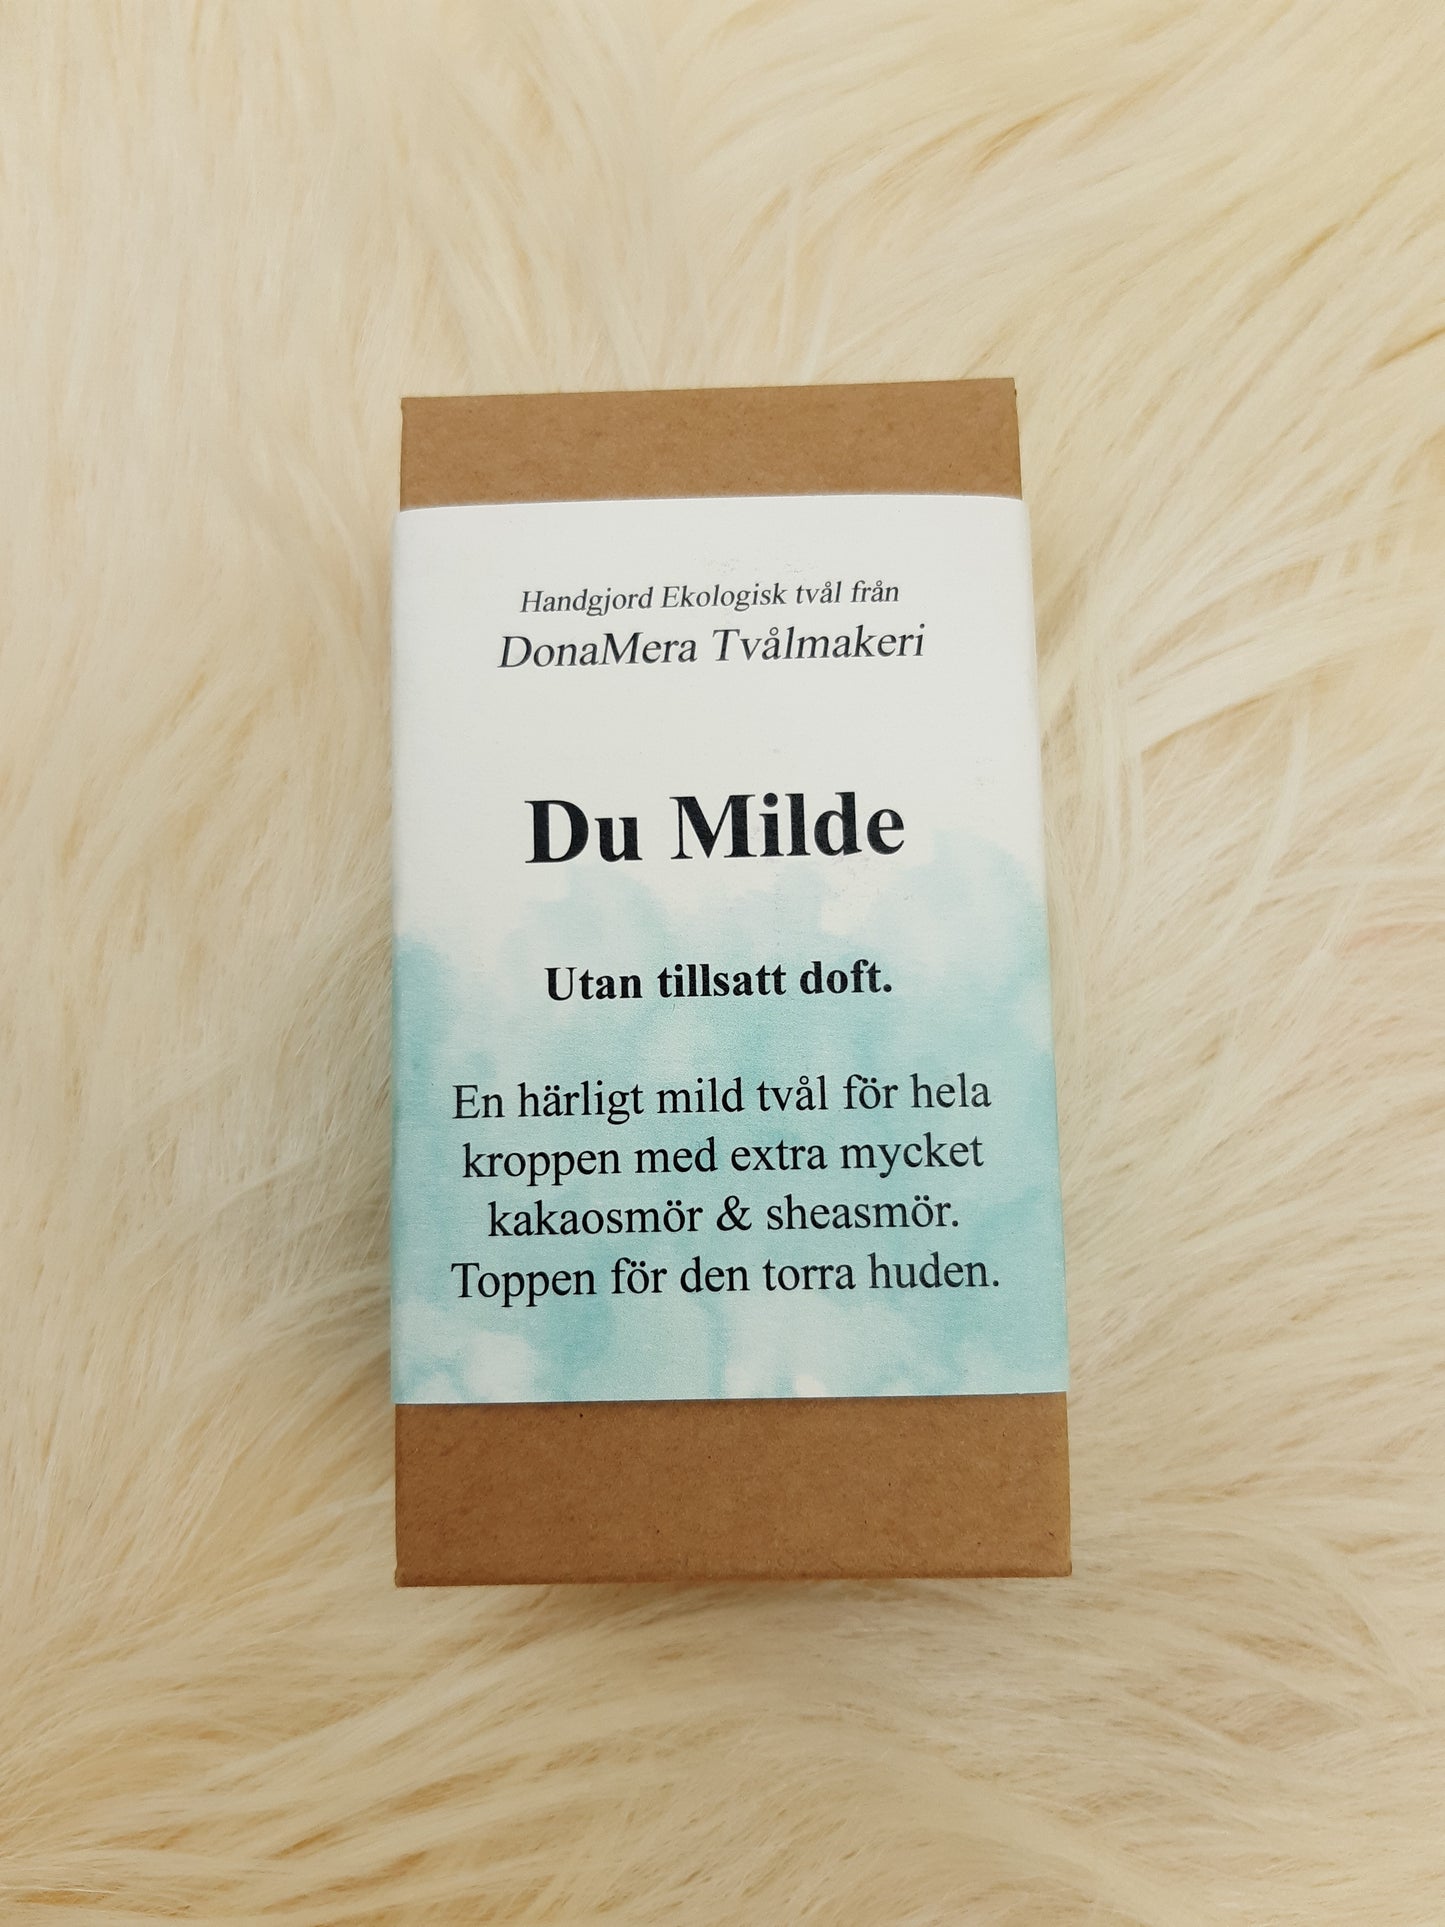 Handgjord Ekologisk tvål från
DonaMera Tvålmakeri
Du Milde
Utan tillsatt doft.
En härligt mild tvål för hela
kroppen med extra mycket
kakaosmör & sheasmör.
Toppen för den torra huden.